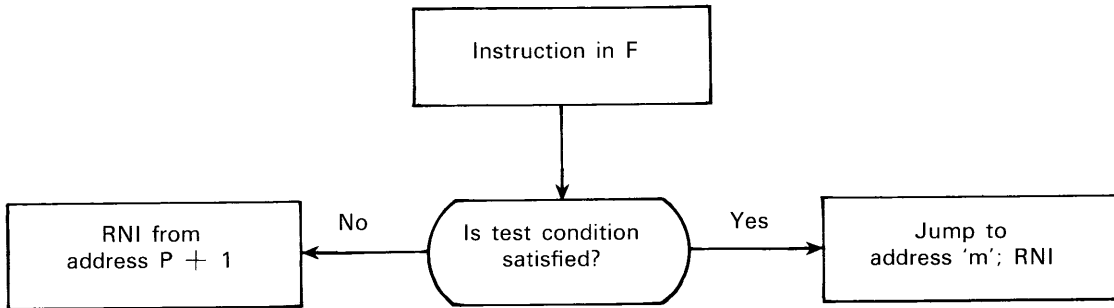 Instruction in F
No
Yes
RNI from
address P + 1
Is test condition
satisfied?
Jump to
address 'm'; RNI